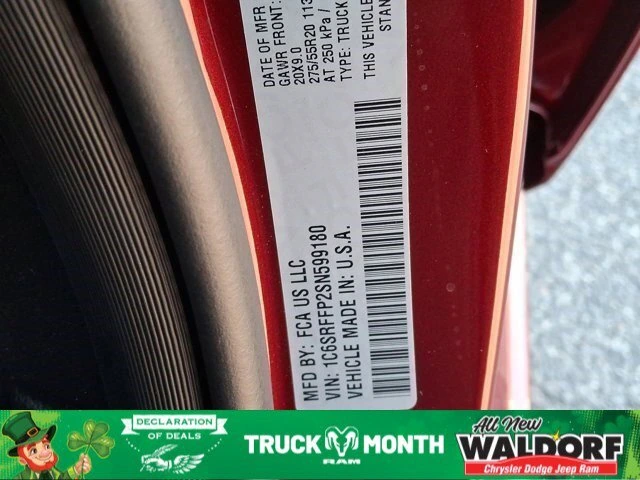 DATE OF MFR
GAWR FRONT:
20X9.0
275/55R20 113
AT 250 kPa /
TYPE: TRUCK
THIS VEHICLE
STAN
MFD BY: FCA US LLC
VIN: 1C6SRFFP2SN599180
VEHICLE MADE IN: U.S.A.
DECLARATION
OF DEALS
TRUCK MONTH
RAM
All New
WALDORF
Chrysler Dodge Jeep Ram